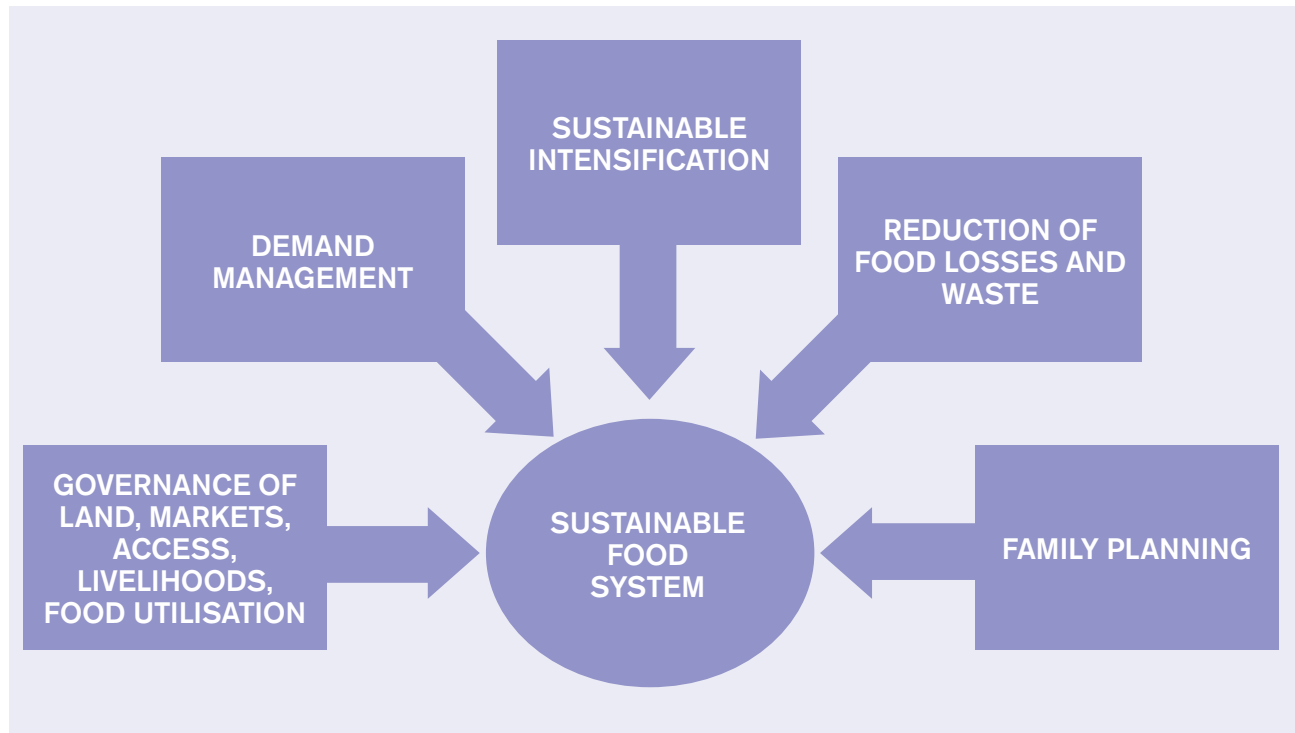 SUSTAINABLE
INTENSIFICATION
DEMAND
MANAGEMENT
REDUCTION OF
FOOD LOSSES AND
WASTE
GOVERNANCE OF
LAND, MARKETS,
ACCESS,
LIVELIHOODS,
FOOD UTILISATION
SUSTAINABLE
FOOD
SYSTEM
FAMILY PLANNING